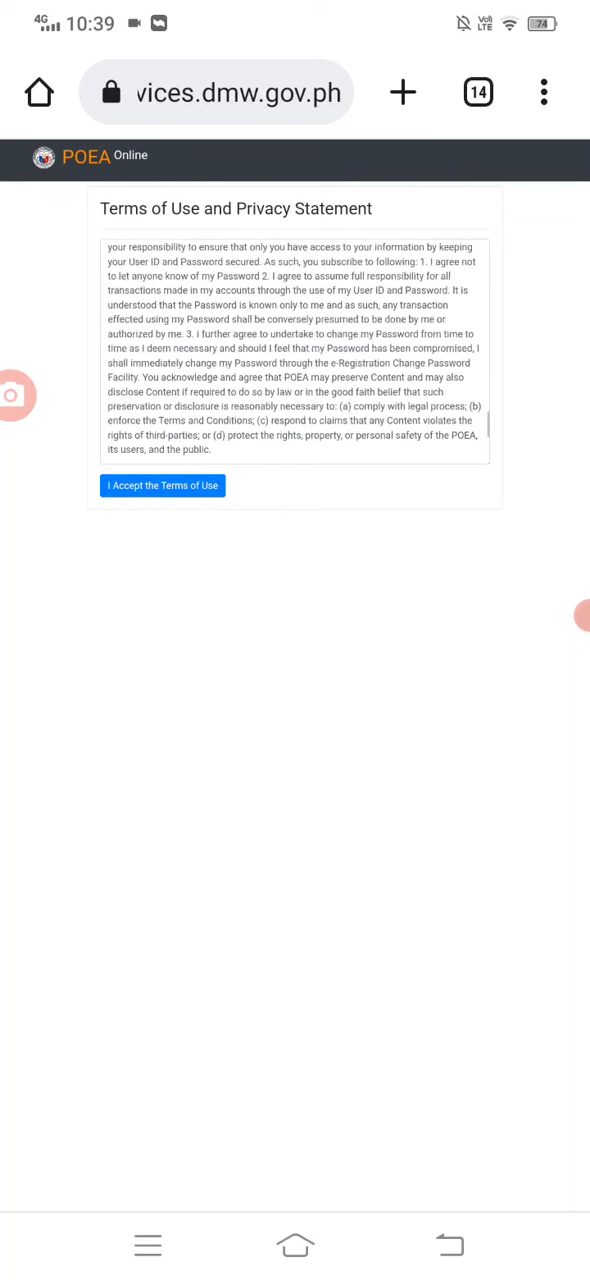 4G 10:39 VoLTE 74
vices.dmw.gov.ph 14
POEA Online
Terms of Use and Privacy Statement
your responsibility to ensure that only you have access to your information by keeping
your User ID and Password secured. As such, you subscribe to following: 1. I agree not
to let anyone know of my Password 2. I agree to assume full responsibility for all
transactions made in my accounts through the use of my User ID and Password. It is
understood that the Password is known only to me and as such, any transaction
effected using my Password shall be conversely presumed to be done by me or
authorized by me. 3. I further agree to undertake to change my Password from time to
time as I deem necessary and should I feel that my Password has been compromised, I
shall immediately change my Password through the e-Registration Change Password
Facility. You acknowledge and agree that POEA may preserve Content and may also
disclose Content if required to do so by law or in the good faith belief that such
preservation or disclosure is reasonably necessary to: (a) comply with legal process; (b)
enforce the Terms and Conditions; (c) respond to claims that any Content violates the
rights of third-parties; or (d) protect the rights, property, or personal safety of the POEA,
its users, and the public.
I Accept the Terms of Use